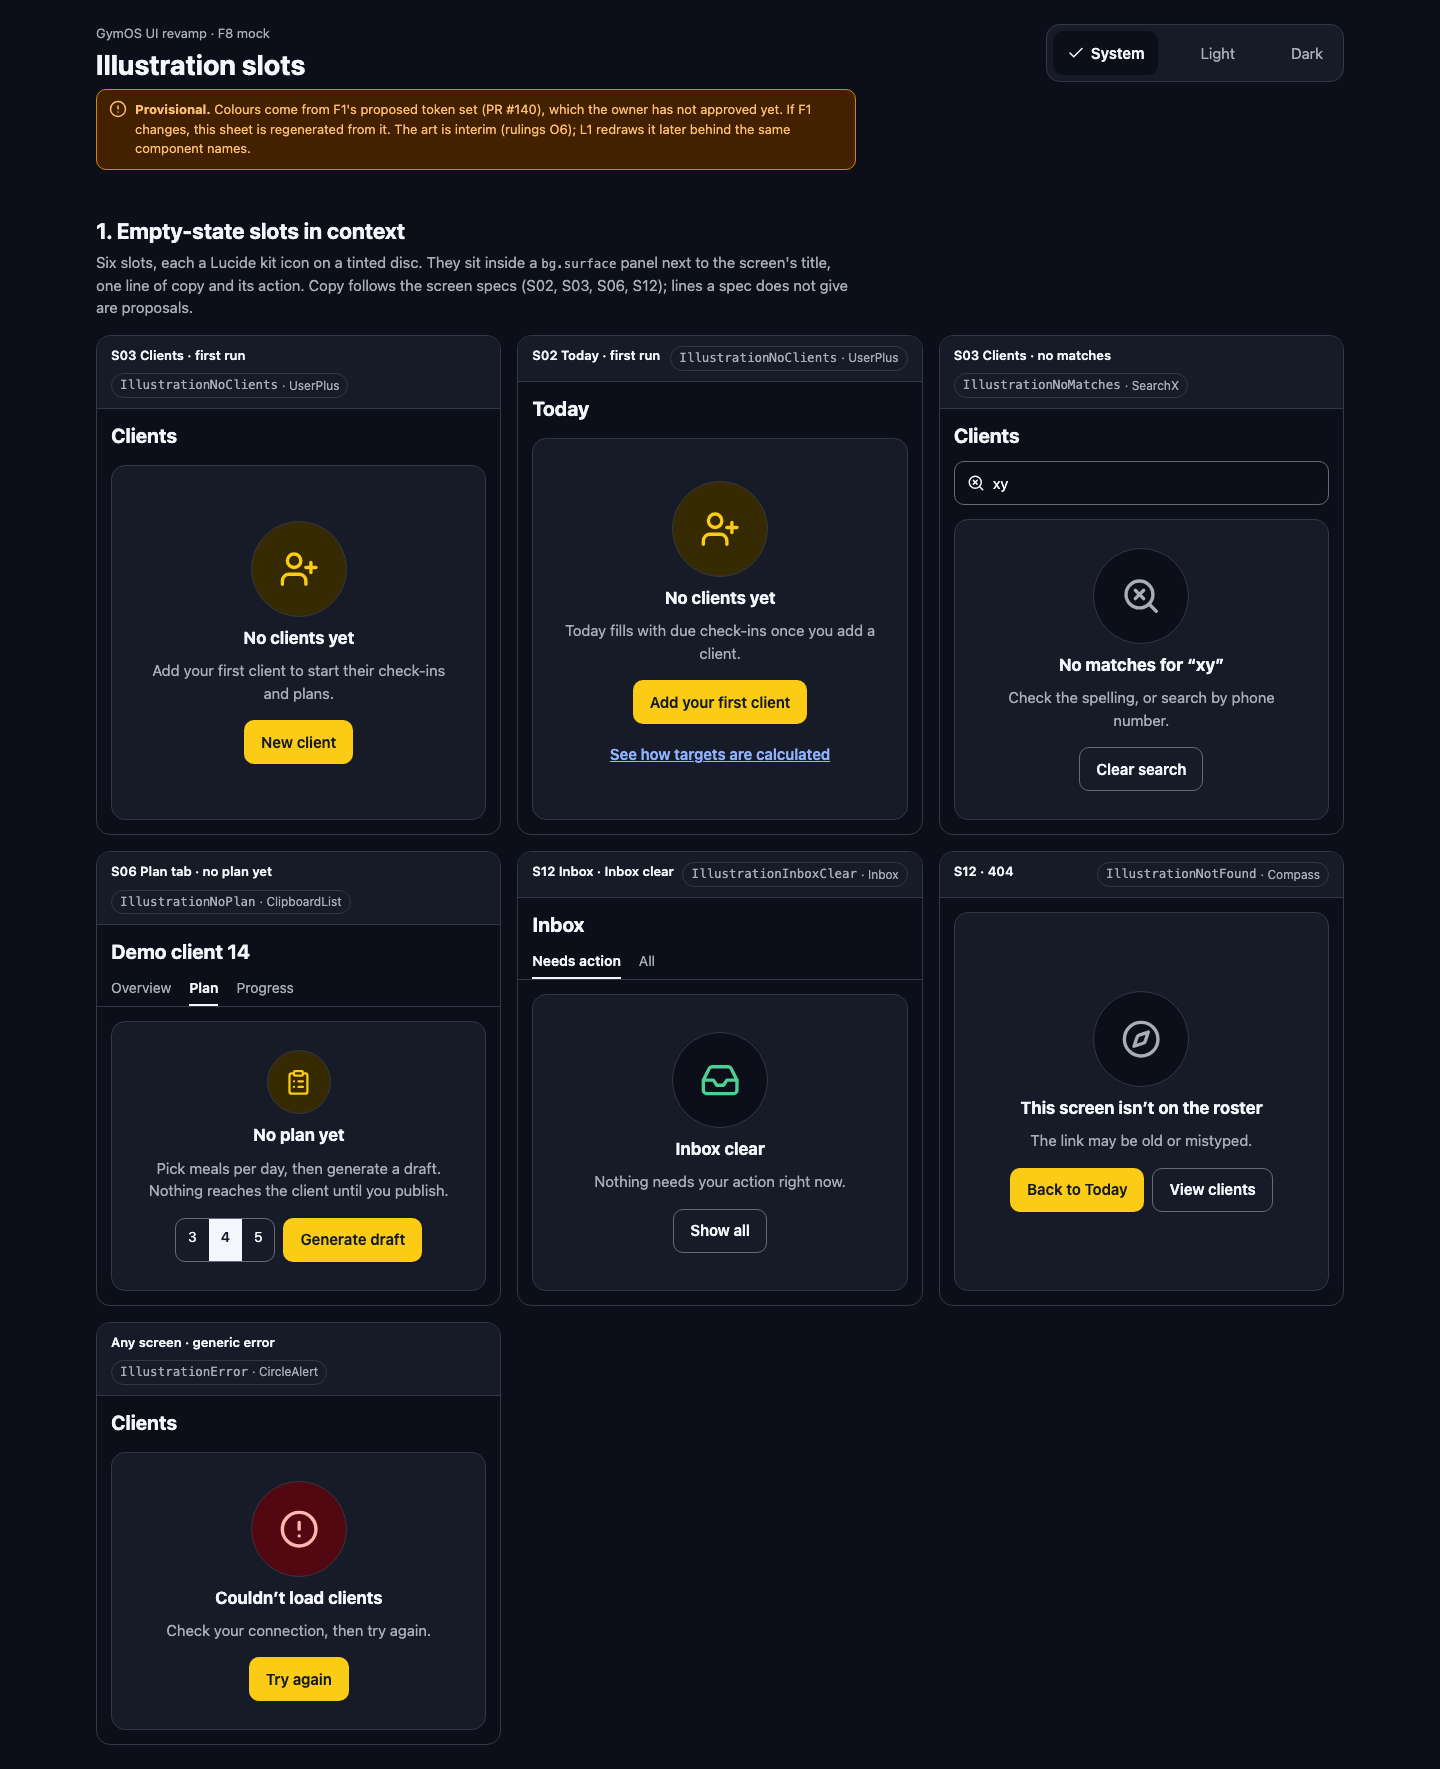 GymOS UI revamp · F8 mock
Illustration slots
System
Light
Dark
Provisional. Colours come from F1's proposed token set (PR #140), which the owner has not approved yet. If F1
changes, this sheet is regenerated from it. The art is interim (rulings O6); L1 redraws it later behind the same
component names.
1. Empty-state slots in context
Six slots, each a Lucide kit icon on a tinted disc. They sit inside a bg.surface panel next to the screen's title,
one line of copy and its action. Copy follows the screen specs (S02, S03, S06, S12); lines a spec does not give
are proposals.
S03 Clients · first run
IllustrationNoClients · UserPlus
Clients
No clients yet
Add your first client to start their check-ins
and plans.
New client
S02 Today · first run
IllustrationNoClients · UserPlus
Today
No clients yet
Today fills with due check-ins once you add a
client.
Add your first client
See how targets are calculated
S03 Clients · no matches
IllustrationNoMatches · SearchX
Clients
xy
No matches for “xy”
Check the spelling, or search by phone
number.
Clear search
S06 Plan tab · no plan yet
IllustrationNoPlan · ClipboardList
Demo client 14
Overview Plan Progress
No plan yet
Pick meals per day, then generate a draft.
Nothing reaches the client until you publish.
3 4 5 Generate draft
S12 Inbox · Inbox clear
IllustrationInboxClear · Inbox
Inbox
Needs action All
Inbox clear
Nothing needs your action right now.
Show all
S12 · 404
IllustrationNotFound · Compass
This screen isn’t on the roster
The link may be old or mistyped.
Back to Today View clients
Any screen · generic error
IllustrationError · CircleAlert
Clients
Couldn’t load clients
Check your connection, then try again.
Try again